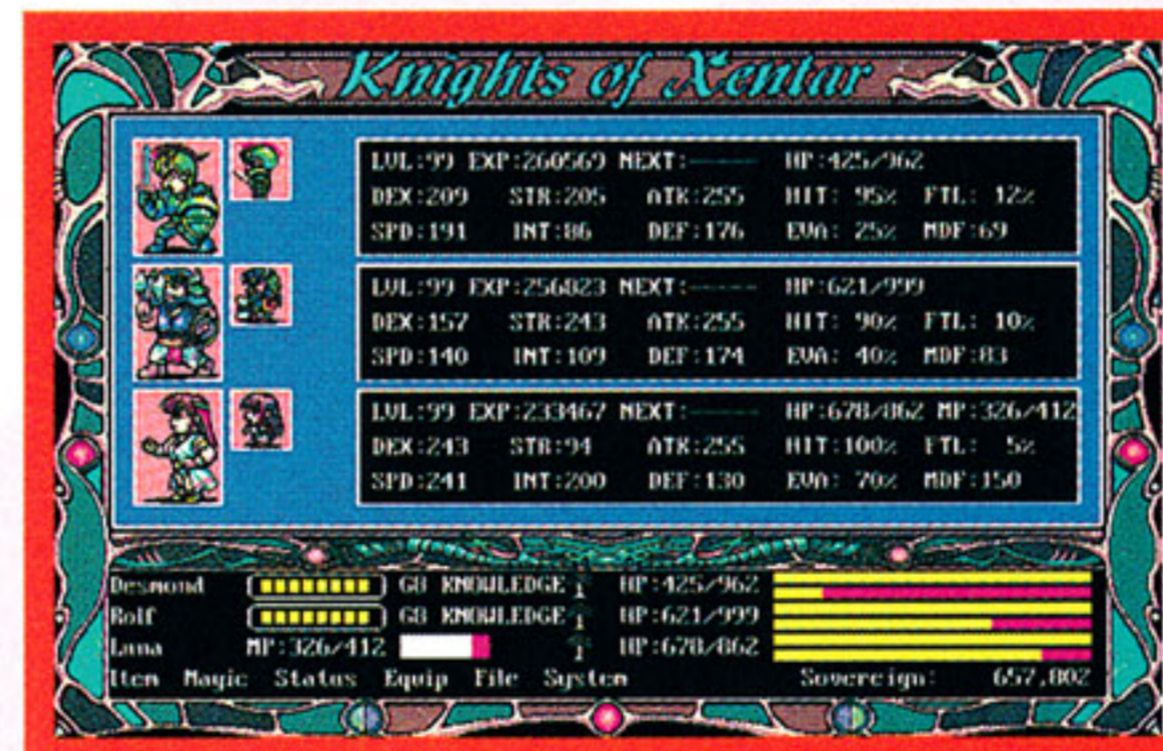 Knights of Xentar
LVL:99 EXP:260569 NEXT:----- HP:425/962
DEX:209 STR:205 ATK:255 HIT: 95% FTL: 12%
SPD:191 INT:86 DEF:176 EVA: 25% MDF:69
LVL:99 EXP:256823 NEXT:----- HP:621/999
DEX:157 STR:243 ATK:255 HIT: 90% FTL: 10%
SPD:140 INT:109 DEF:174 EVA: 40% MDF:83
LVL:99 EXP:233467 NEXT:----- HP:678/862 MP:326/412
DEX:243 STR:94 ATK:255 HIT:100% FTL: 5%
SPD:241 INT:200 DEF:130 EVA: 70% MDF:150
Desmond G8 KNOWLEDGE HP:425/962
Rolf G8 KNOWLEDGE HP:621/999
Luna MP:326/412 HP:678/862
Item Magic Status Equip File System Sovereign: 657,802